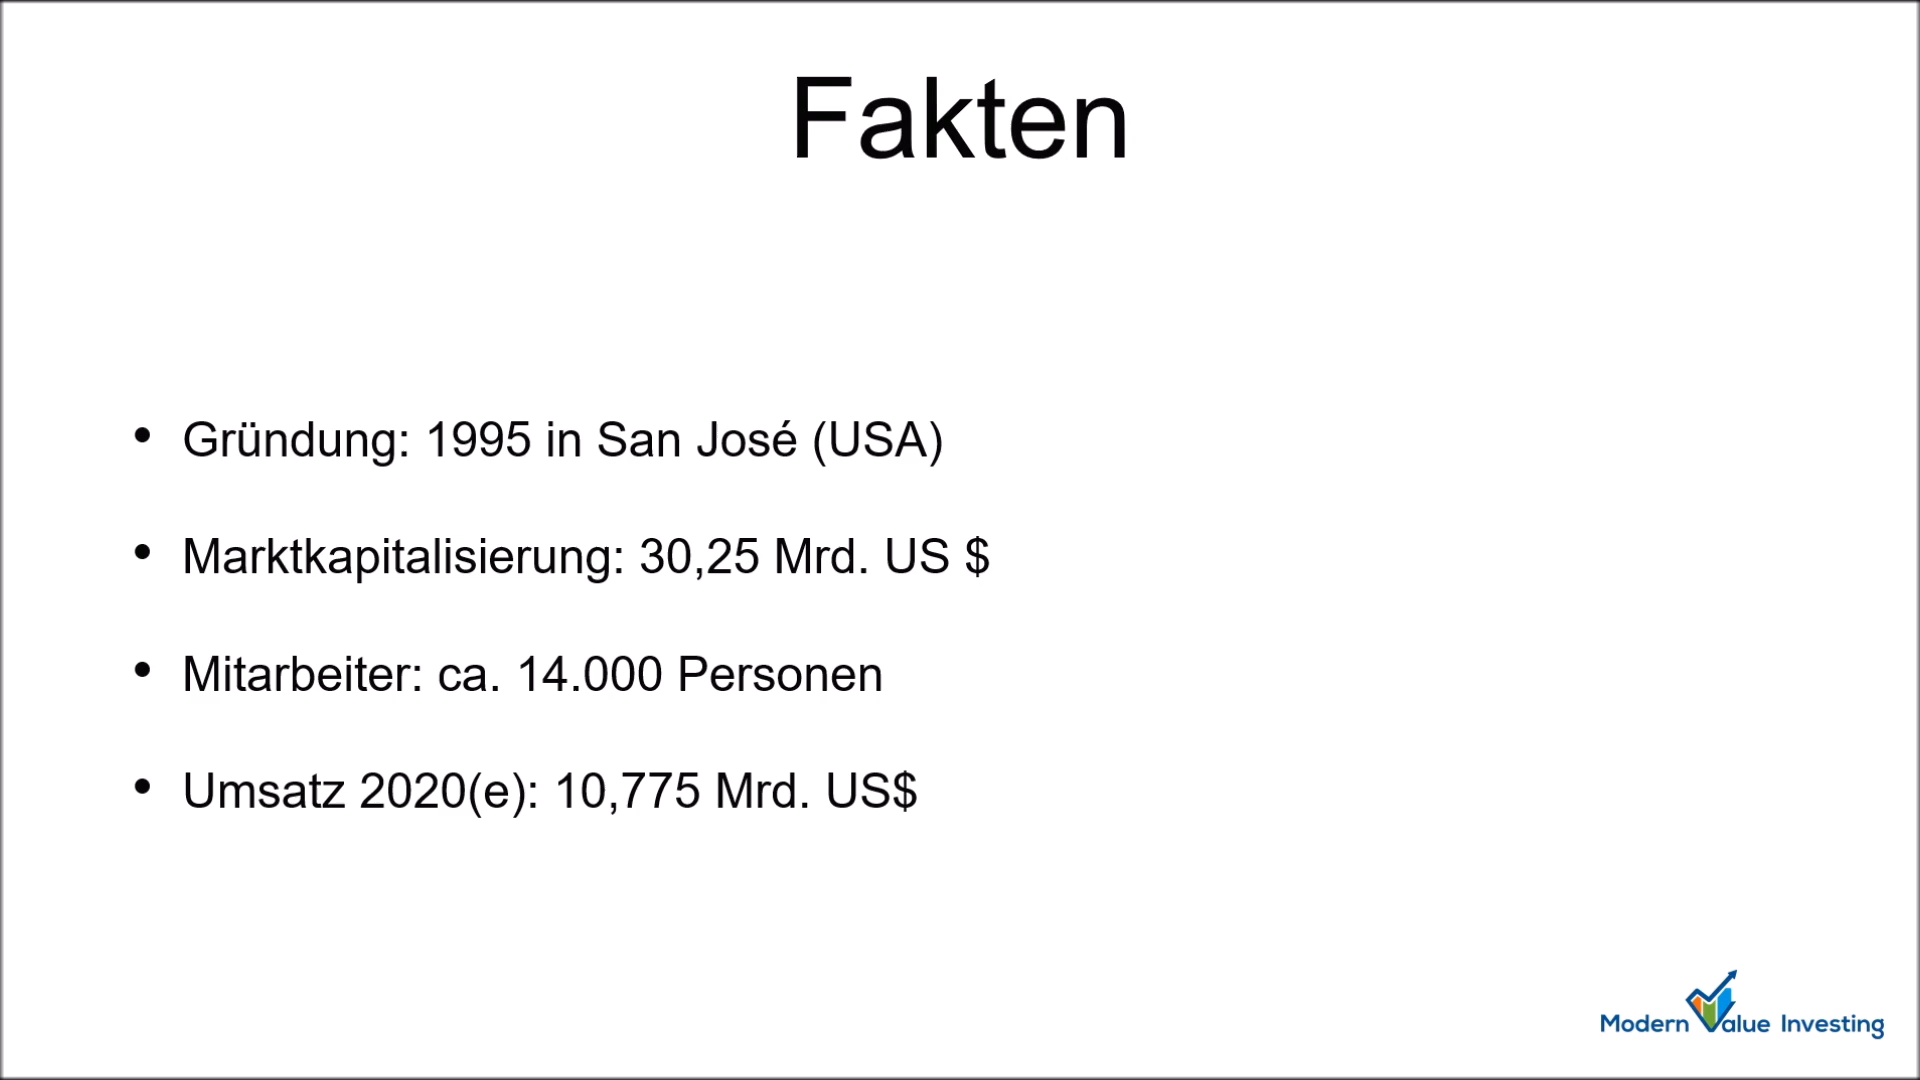 Fakten
• Gründung: 1995 in San José (USA)
• Marktkapitalisierung: 30,25 Mrd. US $
• Mitarbeiter: ca. 14.000 Personen
• Umsatz 2020(e): 10,775 Mrd. US$
Modern Value Investing